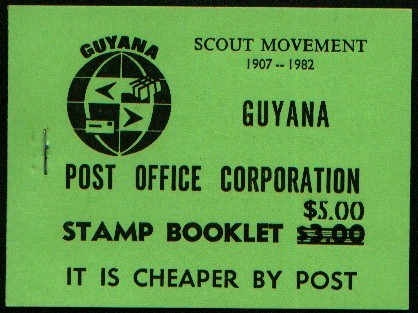 GUYANA
SCOUT MOVEMENT
1907 -- 1982
GUYANA
POST OFFICE CORPORATION
$5.00
STAMP BOOKLET $3.00
IT IS CHEAPER BY POST